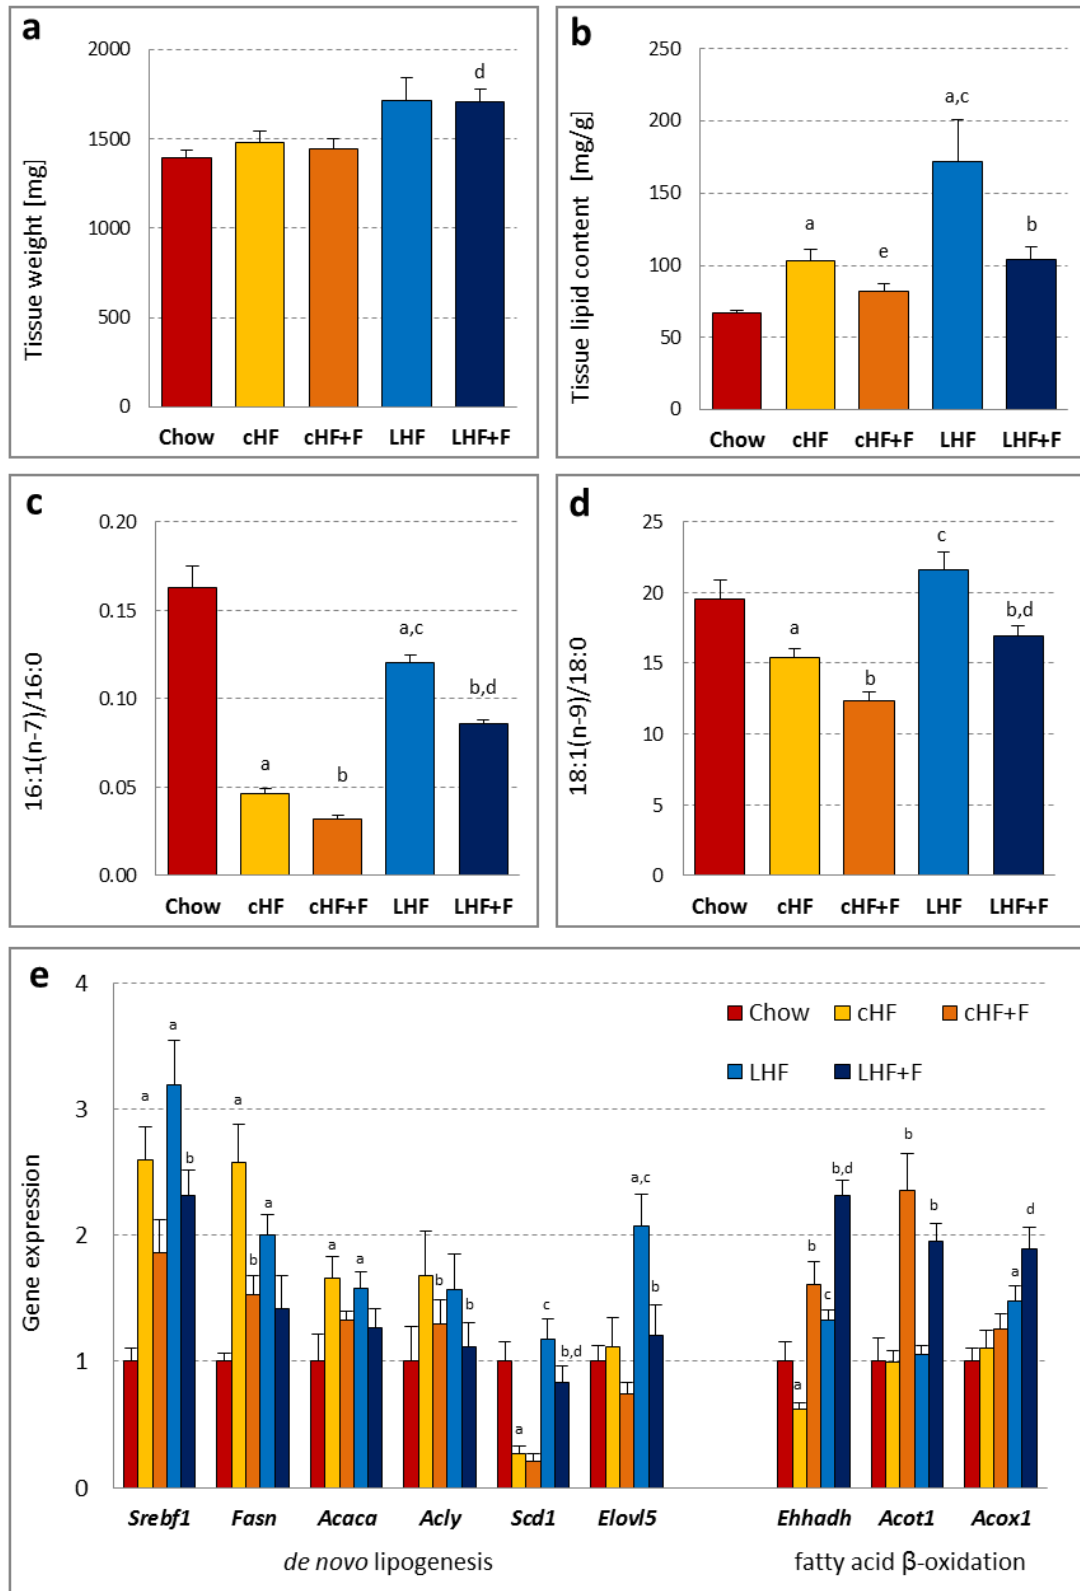 a
Tissue weight [mg]
2000
1500
1000
500
0
d
Chow cHF cHF+F LHF LHF+F
b
Tissue lipid content [mg/g]
250
200
150
100
50
0
a e a,c b
Chow cHF cHF+F LHF LHF+F
c
16:1(n-7)/16:0
0.20
0.15
0.10
0.05
0.00
a b a,c b,d
Chow cHF cHF+F LHF LHF+F
d
18:1(n-9)/18:0
25
20
15
10
5
0
a b c b,d
Chow cHF cHF+F LHF LHF+F
e
Gene expression
4
3
2
1
0
Chow cHF cHF+F
LHF LHF+F
a a b
a b a
a a
b b
a c b,d
a,c b
a b c b,d
b b
a d
Srebf1 Fasn Acaca Acly Scd1 Elovl5 Ehhadh Acot1 Acox1
de novo lipogenesis fatty acid β-oxidation